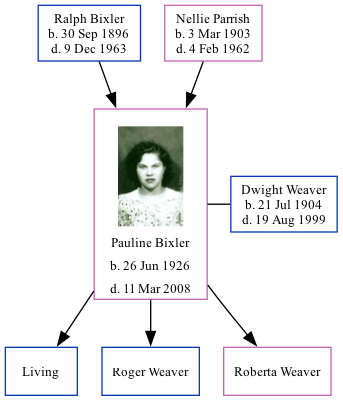 Ralph Bixler
b. 30 Sep 1896
d. 9 Dec 1963
Nellie Parrish
b. 3 Mar 1903
d. 4 Feb 1962
Pauline Bixler
b. 26 Jun 1926
d. 11 Mar 2008
Dwight Weaver
b. 21 Jul 1904
d. 19 Aug 1999
Living
Roger Weaver
Roberta Weaver